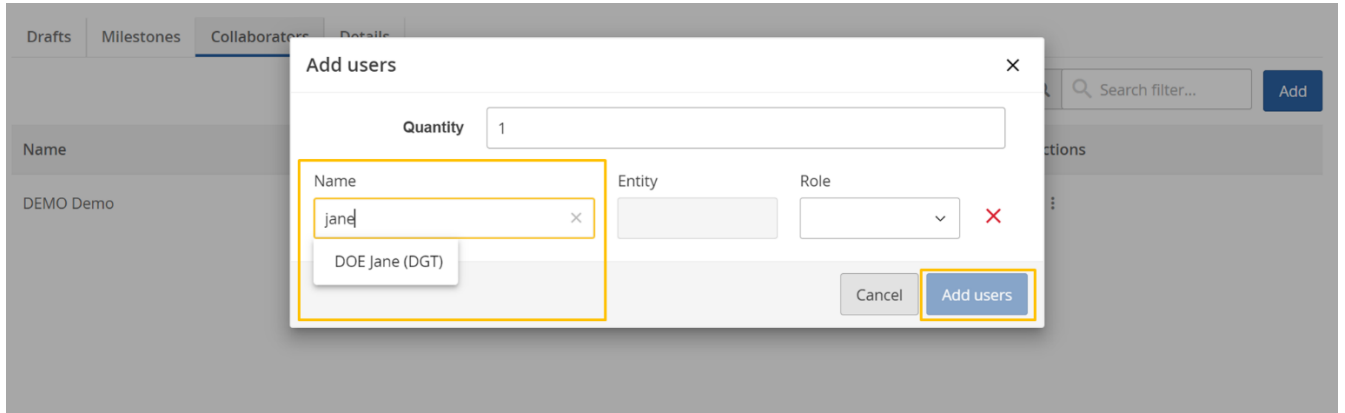 Drafts Milestones Collaborators Details
Add users
Search filter... Add
Quantity 1
Name ctions
Name Entity Role
DEMO Demo
jane
DOE Jane (DGT)
Cancel Add users